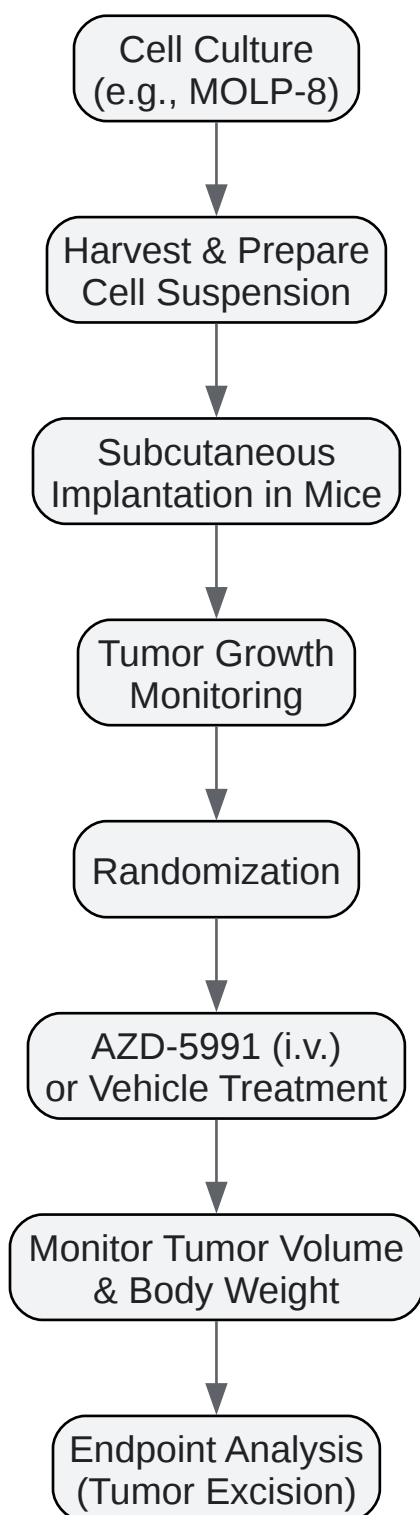 Cell Culture
(e.g., MOLP-8)
Harvest & Prepare
Cell Suspension
Subcutaneous
Implantation in Mice
Tumor Growth
Monitoring
Randomization
AZD-5991 (i.v.)
or Vehicle Treatment
Monitor Tumor Volume
& Body Weight
Endpoint Analysis
(Tumor Excision)